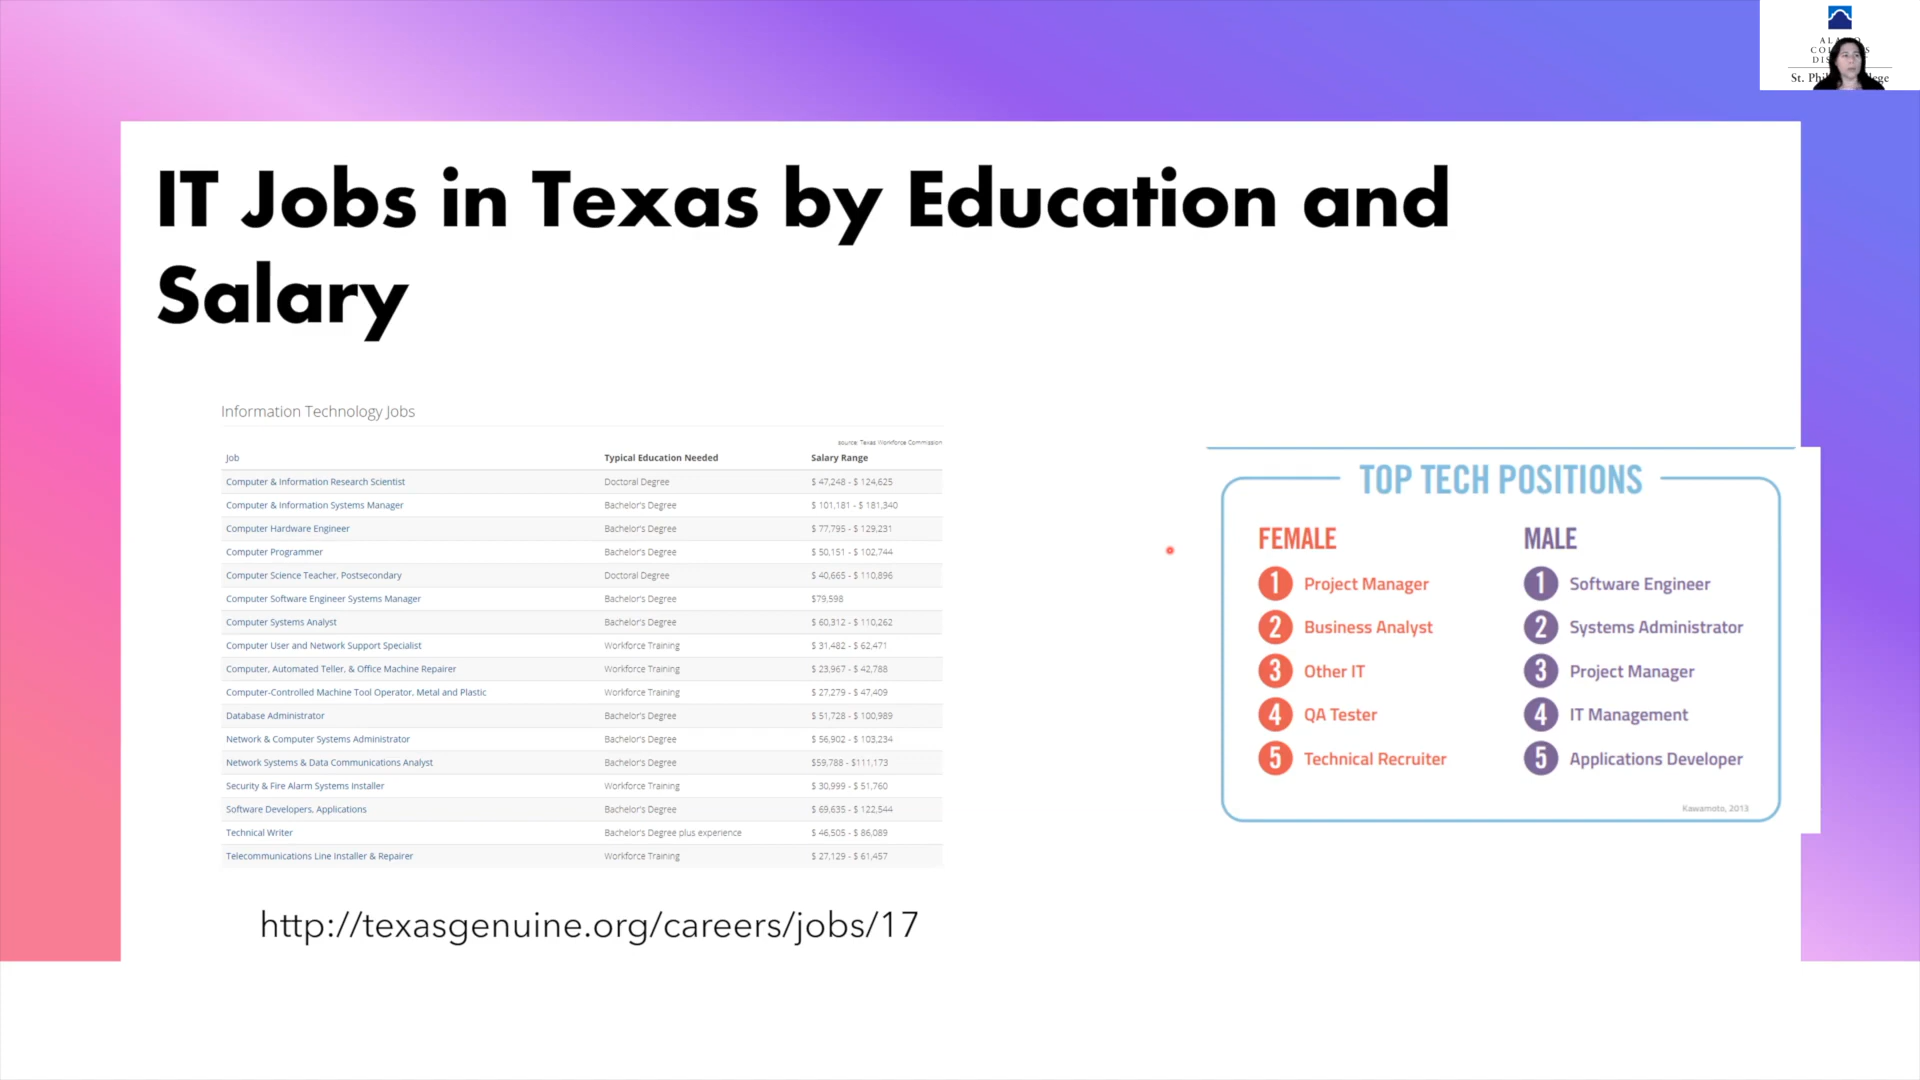 ALA O
CO S
DIS
St. Phil lege
IT Jobs in Texas by Education and
Salary
Information Technology Jobs
source: Texas Workforce Commission
Job Typical Education Needed Salary Range
Computer & Information Research Scientist Doctoral Degree $ 47,248 - $ 124,625
Computer & Information Systems Manager Bachelor's Degree $ 101,181 - $ 181,340
Computer Hardware Engineer Bachelor's Degree $ 77,795 - $ 129,231
Computer Programmer Bachelor's Degree $ 50,151 - $ 102,744
Computer Science Teacher, Postsecondary Doctoral Degree $ 40,665 - $ 110,896
Computer Software Engineer Systems Manager Bachelor's Degree $79,598
Computer Systems Analyst Bachelor's Degree $ 60,312 - $ 110,262
Computer User and Network Support Specialist Workforce Training $ 31,482 - $ 62,471
Computer, Automated Teller, & Office Machine Repairer Workforce Training $ 23,967 - $ 42,788
Computer-Controlled Machine Tool Operator, Metal and Plastic Workforce Training $ 27,279 - $ 47,409
Database Administrator Bachelor's Degree $ 51,728 - $ 100,989
Network & Computer Systems Administrator Bachelor's Degree $ 56,902 - $ 103,234
Network Systems & Data Communications Analyst Bachelor's Degree $59,788 - $111,173
Security & Fire Alarm Systems Installer Workforce Training $ 30,999 - $ 51,760
Software Developers, Applications Bachelor's Degree $ 69,635 - $ 122,544
Technical Writer Bachelor's Degree plus experience $ 46,505 - $ 86,089
Telecommunications Line Installer & Repairer Workforce Training $ 27,129 - $ 61,457
http://texasgenuine.org/careers/jobs/17
TOP TECH POSITIONS
FEMALE
1 Project Manager
2 Business Analyst
3 Other IT
4 QA Tester
5 Technical Recruiter
MALE
1 Software Engineer
2 Systems Administrator
3 Project Manager
4 IT Management
5 Applications Developer
Kawamoto, 2013